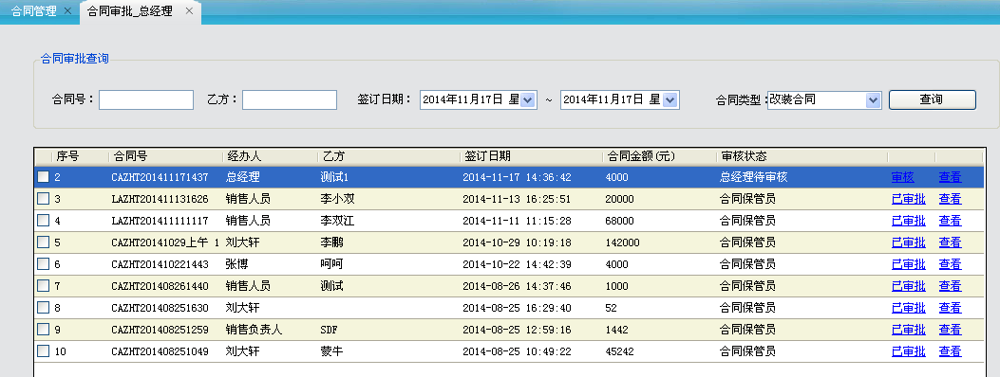 合同管理 × 合同审批_总经理 ×
合同审批查询
合同号: 乙方: 签订日期: 2014年11月17日 星 ~ 2014年11月17日 星 合同类型: 改装合同 查询
序号 合同号 经办人 乙方 签订日期 合同金额(元) 审核状态
2 CAZHT201411171437 总经理 测试1 2014-11-17 14:36:42 4000 总经理待审核 审核 查看
3 LAZHT201411131626 销售人员 李小双 2014-11-13 16:25:51 20000 合同保管员 已审批 查看
4 LAZHT201411111117 销售人员 李双江 2014-11-11 11:15:28 68000 合同保管员 已审批 查看
5 CAZHT20141029上午 1 刘大轩 李鹏 2014-10-29 10:19:18 142000 合同保管员 已审批 查看
6 CAZHT201410221443 张博 呵呵 2014-10-22 14:42:39 4000 合同保管员 已审批 查看
7 CAZHT201408261440 销售人员 测试 2014-08-26 14:37:46 1000 合同保管员 已审批 查看
8 CAZHT201408251630 刘大轩 2014-08-25 16:29:40 52 合同保管员 已审批 查看
9 CAZHT201408251259 销售负责人 SDF 2014-08-25 12:59:16 1442 合同保管员 已审批 查看
10 CAZHT201408251049 刘大轩 蒙牛 2014-08-25 10:49:22 45242 合同保管员 已审批 查看